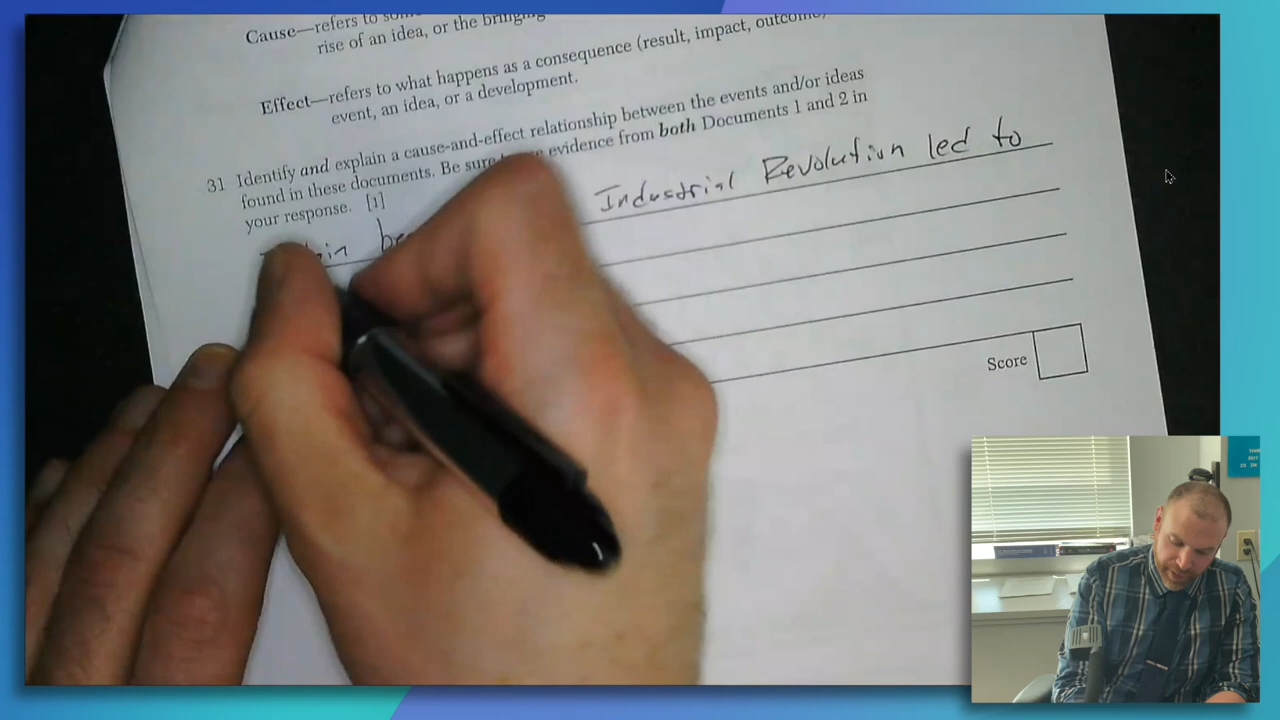 Cause—refers to
rise of an idea, or the bringing
Effect—refers to what happens as a consequence (result, impact, outcome)
event, an idea, or a development.
31 Identify and explain a cause-and-effect relationship between the events and/or ideas
found in these documents. Be sure evidence from both Documents 1 and 2 in
your response. [1]
Industrial Revolution led to
Score